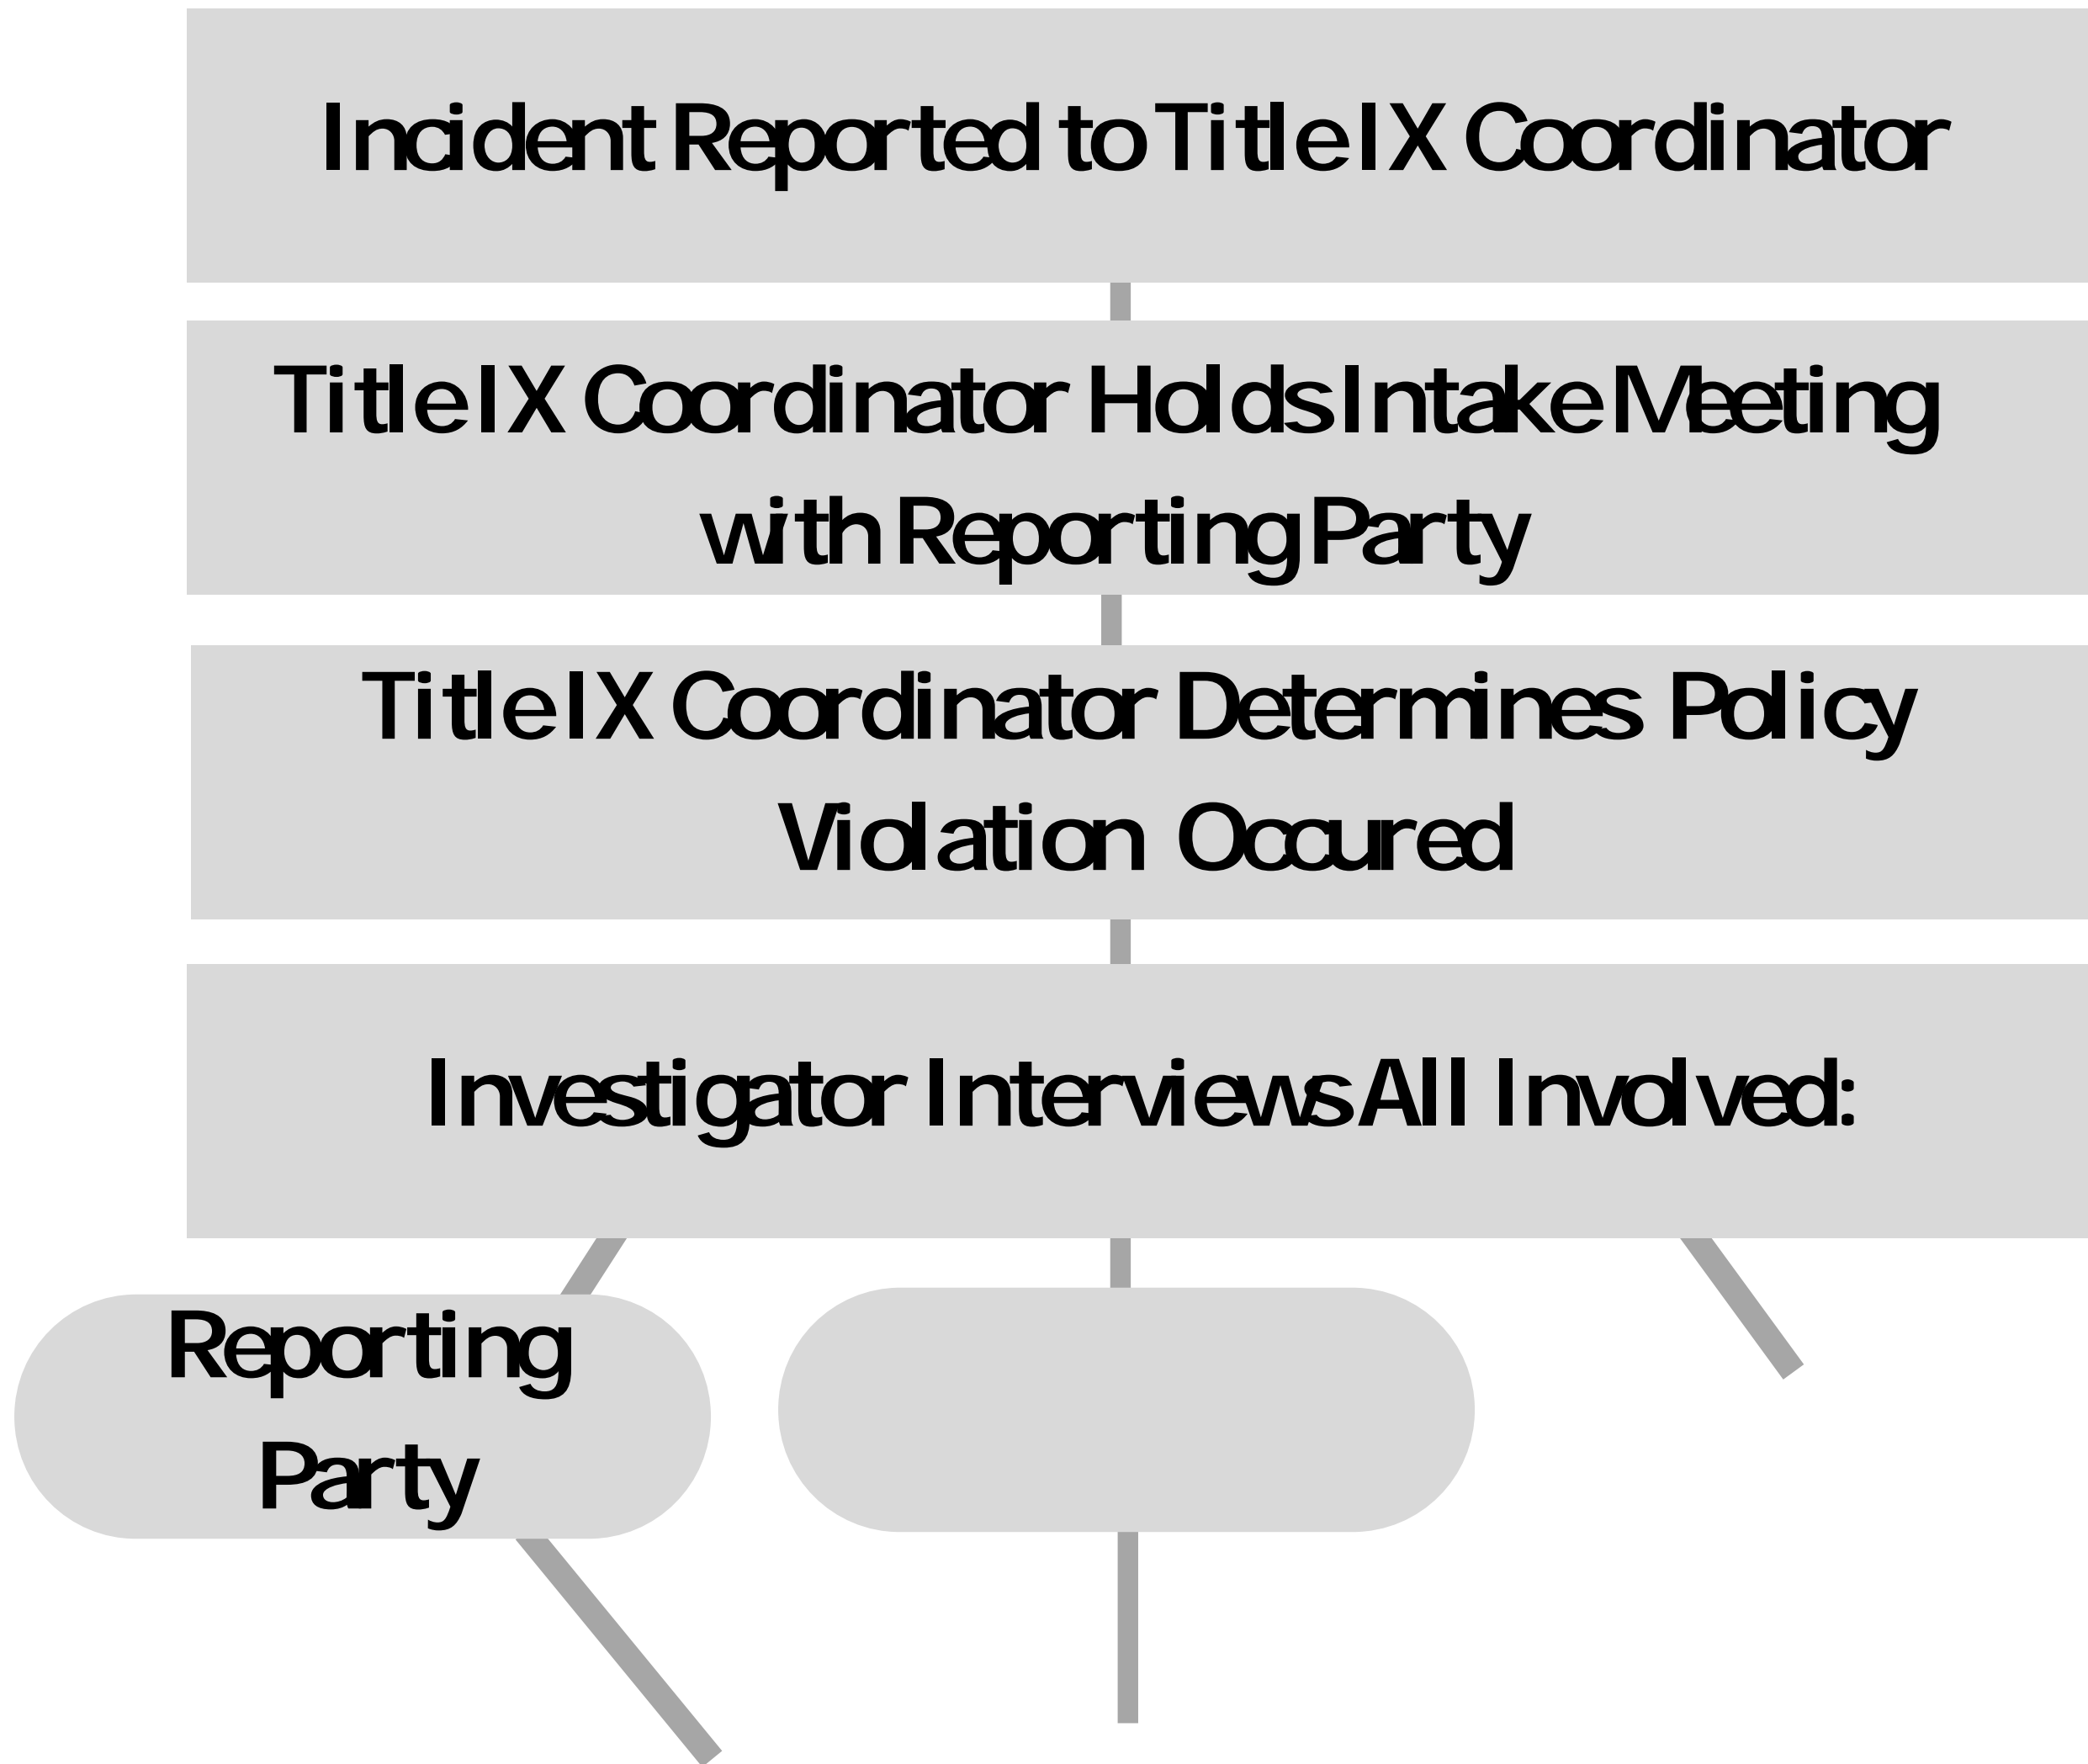 Incident Reported to Title IX Coordinator
Title IX Coordinator Holds Intake Meeting
with Reporting Party
Title IX Coordinator Determines Policy
Violation Occured
Investigator Interviews All Involved:
Reporting
Party